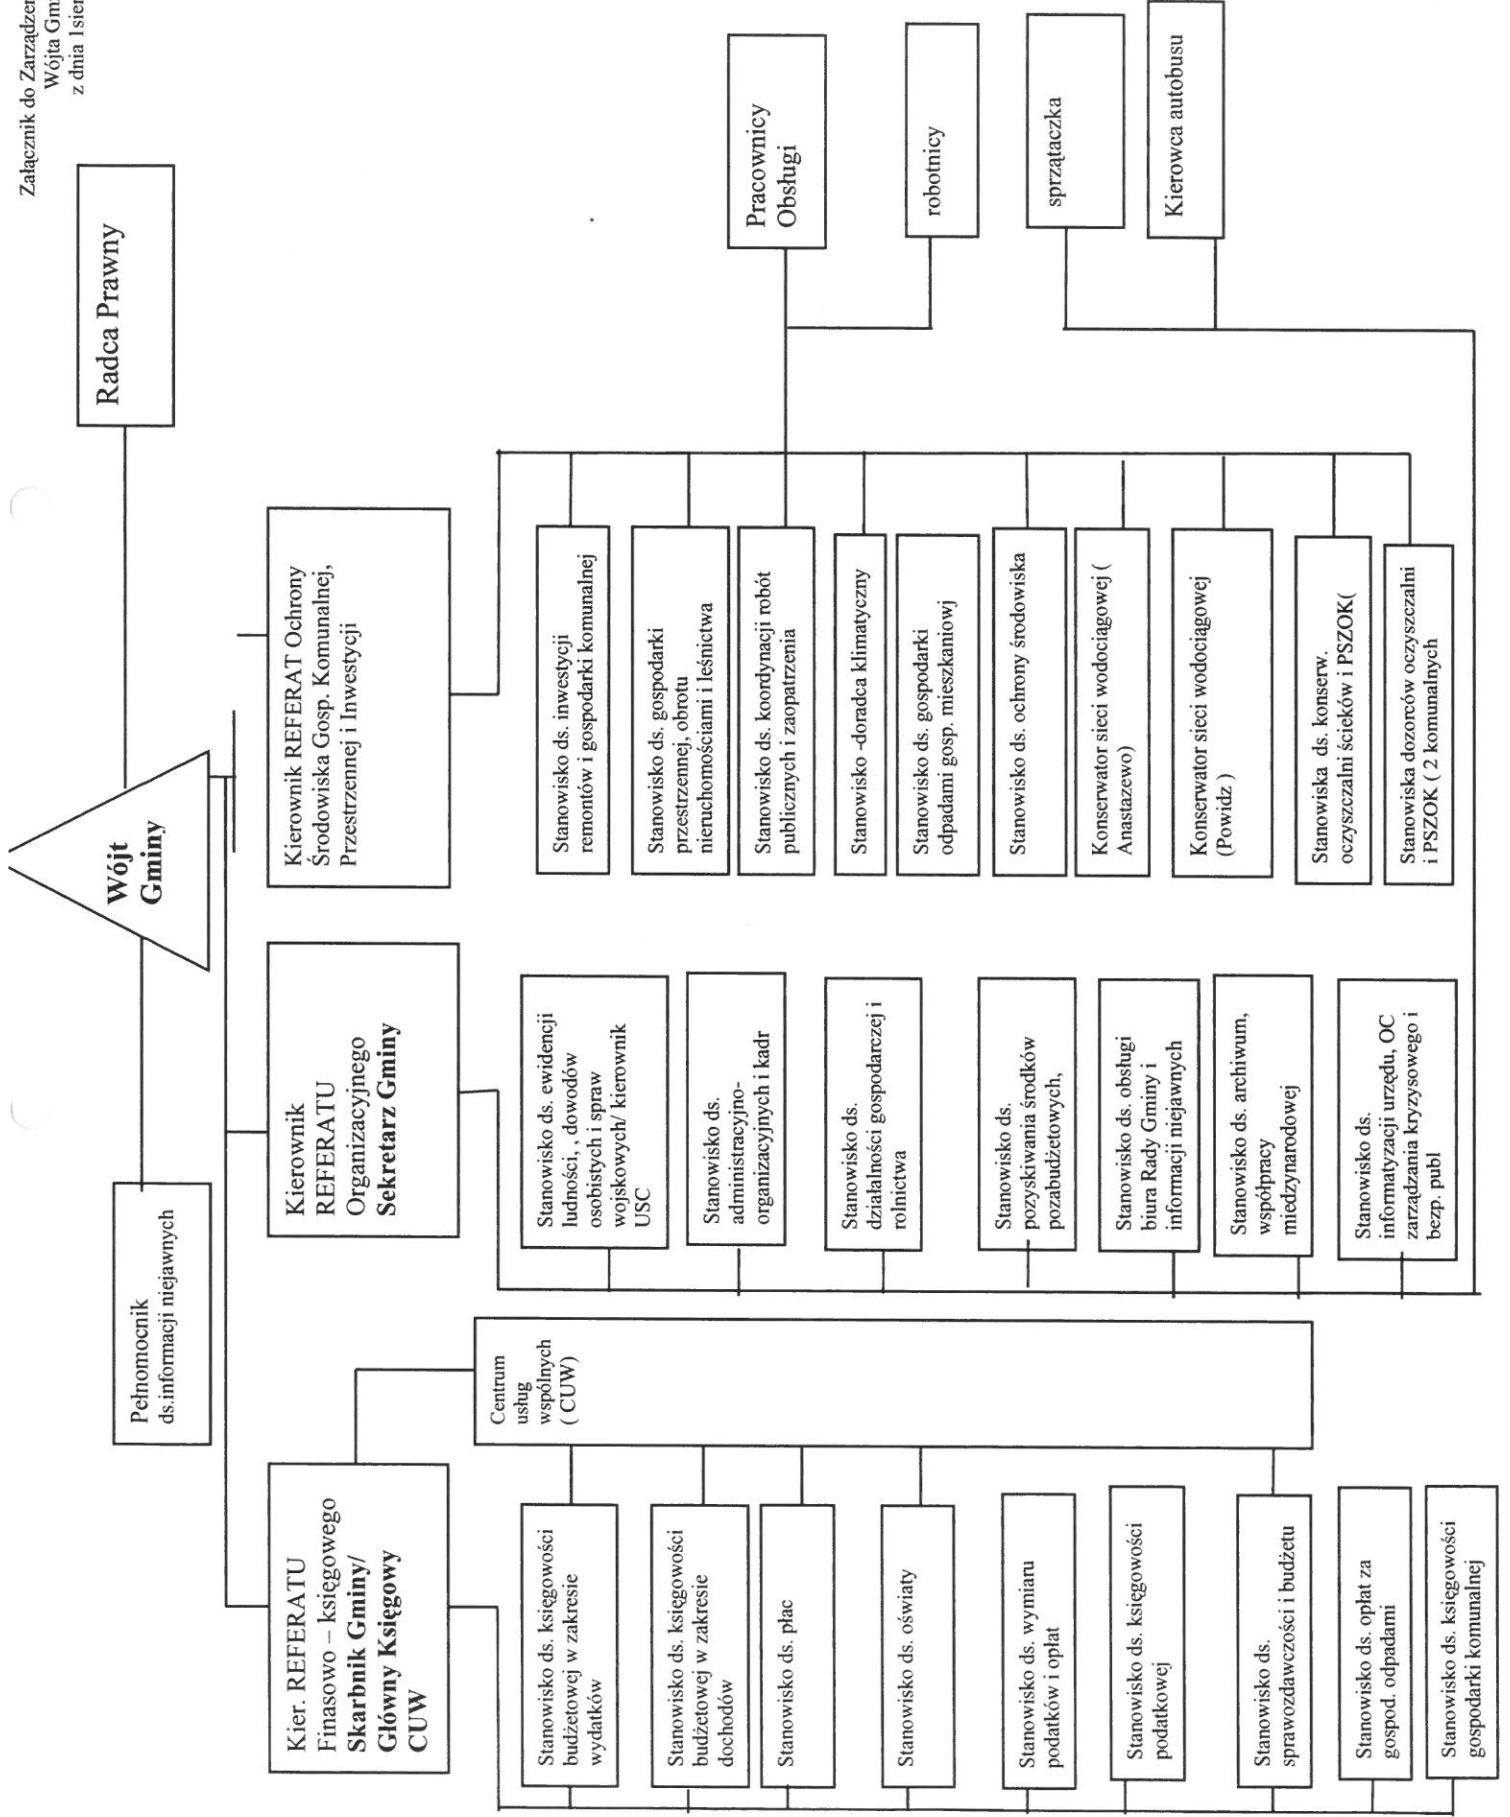 Załącznik do Zarządzen
Wójta Gmi
z dnia 1sier
Radca Prawny
Wójt
Gminy
Pełnomocnik
ds.informacji niejawnych
Kier. REFERATU
Finasowo – księgowego
Skarbnik Gminy/
Główny Księgowy
CUW
Kierownik
REFERATU
Organizacyjnego
Sekretarz Gminy
Kierownik REFERAT Ochrony
Środowiska Gosp. Komunalnej,
Przestrzennej i Inwestycji
Centrum
usług
wspólnych
( CUW)
Stanowisko ds. księgowości
budżetowej w zakresie
wydatków
Stanowisko ds. księgowości
budżetowej w zakresie
dochodów
Stanowisko ds. płac
Stanowisko ds. oświaty
Stanowisko ds. wymiaru
podatków i opłat
Stanowisko ds. księgowości
podatkowej
Stanowisko ds.
sprawozdawczości i budżetu
Stanowisko ds. opłat za
gospod. odpadami
Stanowisko ds. księgowości
gospodarki komunalnej
Stanowisko ds. ewidencji
ludności, , dowodów
osobistych i spraw
wojskowych/ kierownik
USC
Stanowisko ds.
administracyjno-
organizacyjnych i kadr
Stanowisko ds.
działalności gospodarczej i
rolnictwa
Stanowisko ds.
pozyskiwania środków
pozabudżetowych,
Stanowisko ds. obsługi
biura Rady Gminy i
informacji niejawnych
Stanowisko ds. archiwum,
współpracy
miedzynarodowej
Stanowisko ds.
informatyzacji urzędu, OC
zarządzania kryzysowego i
bezp. publ
Stanowisko ds. inwestycji
remontów i gospodarki komunalnej
Stanowisko ds. gospodarki
przestrzennej, obrotu
nieruchomościami i leśnictwa
Stanowisko ds. koordynacji robót
publicznych i zaopatrzenia
Stanowisko -doradca klimatyczny
Stanowisko ds. gospodarki
odpadami gosp. mieszkaniowj
Stanowisko ds. ochrony środowiska
Konserwator sieci wodociągowej (
Anastazewo)
Konserwator sieci wodociągowej
(Powidz )
Stanowiska ds. konserw.
oczyszczalni ścieków i PSZOK(
Stanowiska dozorców oczyszczalni
i PSZOK ( 2 komunalnych
Pracownicy
Obsługi
robotnicy
sprzątaczka
Kierowca autobusu